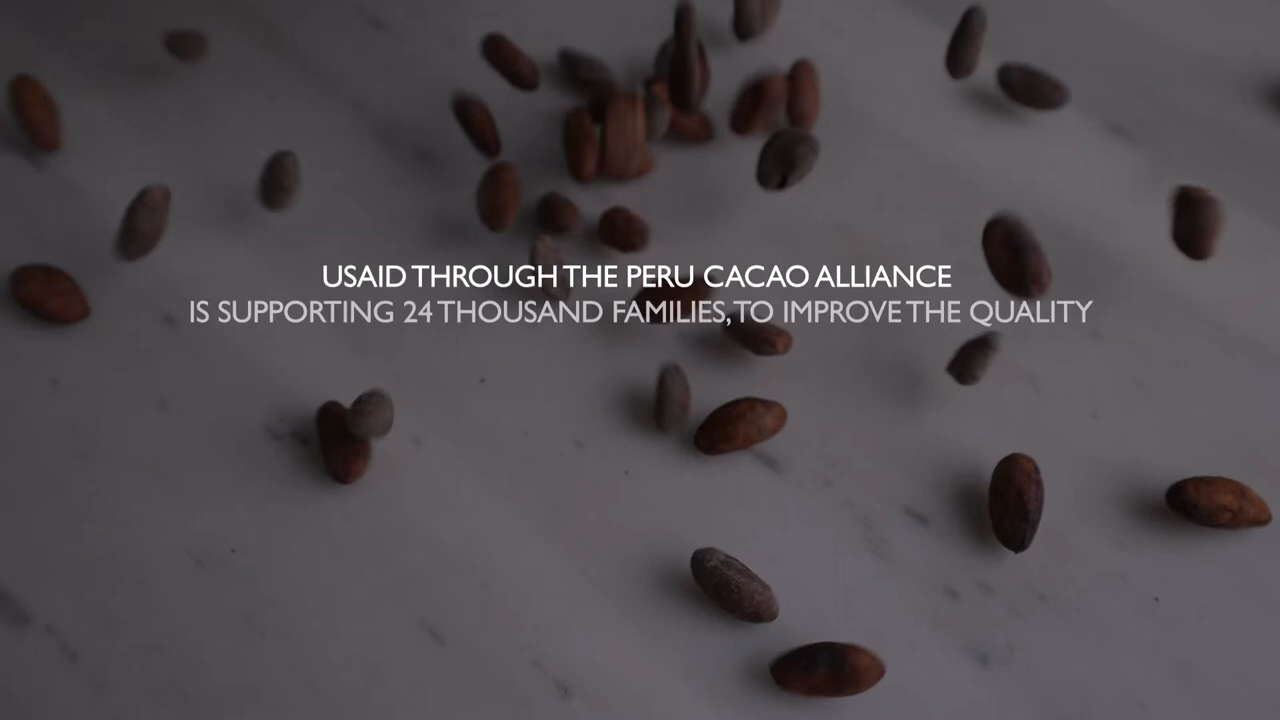 USAID THROUGH THE PERU CACAO ALLIANCE
IS SUPPORTING 24 THOUSAND FAMILIES, TO IMPROVE THE QUALITY